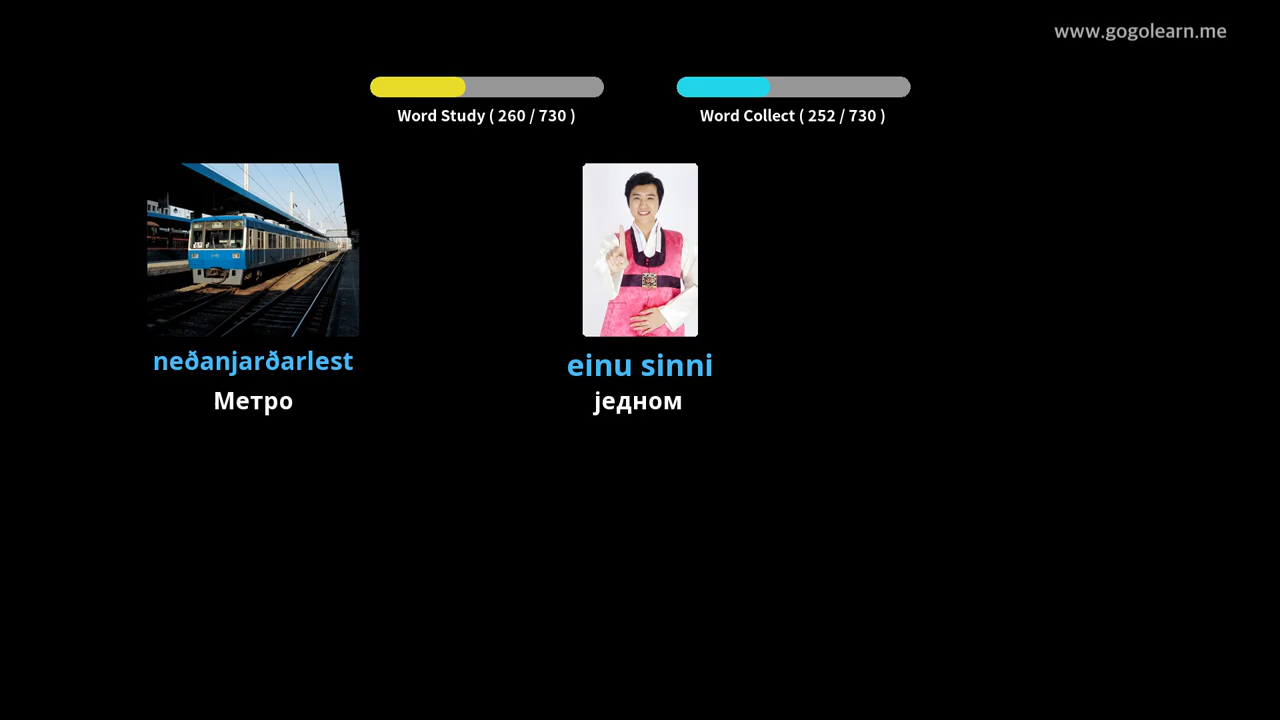 www.gogolearn.me
Word Study ( 260 / 730 )
Word Collect ( 252 / 730 )
neðanjarðarlest
Метро
einu sinni
једном